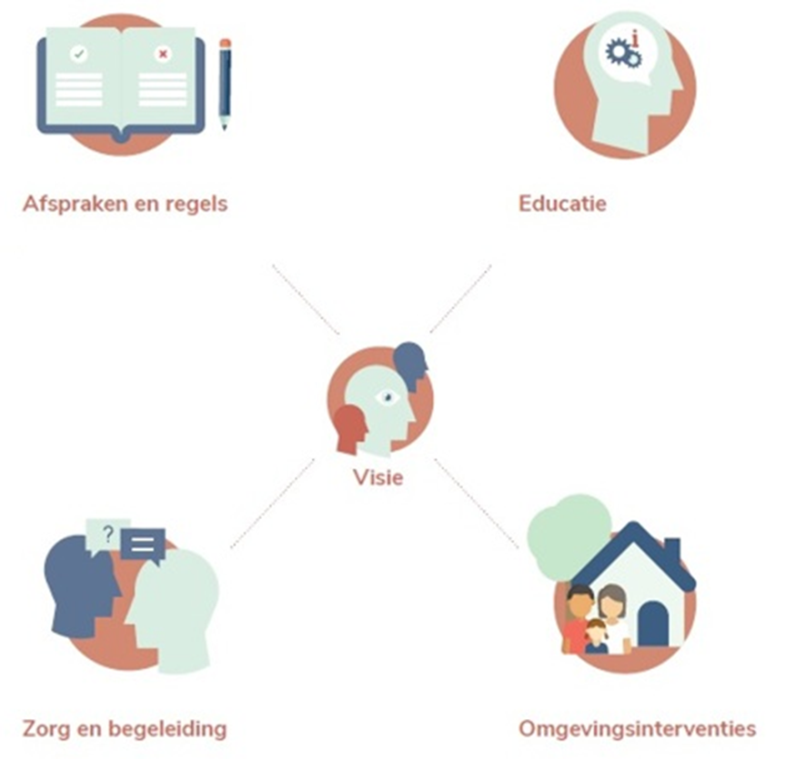 Afspraken en regels
i
Educatie
Visie
?
Zorg en begeleiding
Omgevingsinterventies